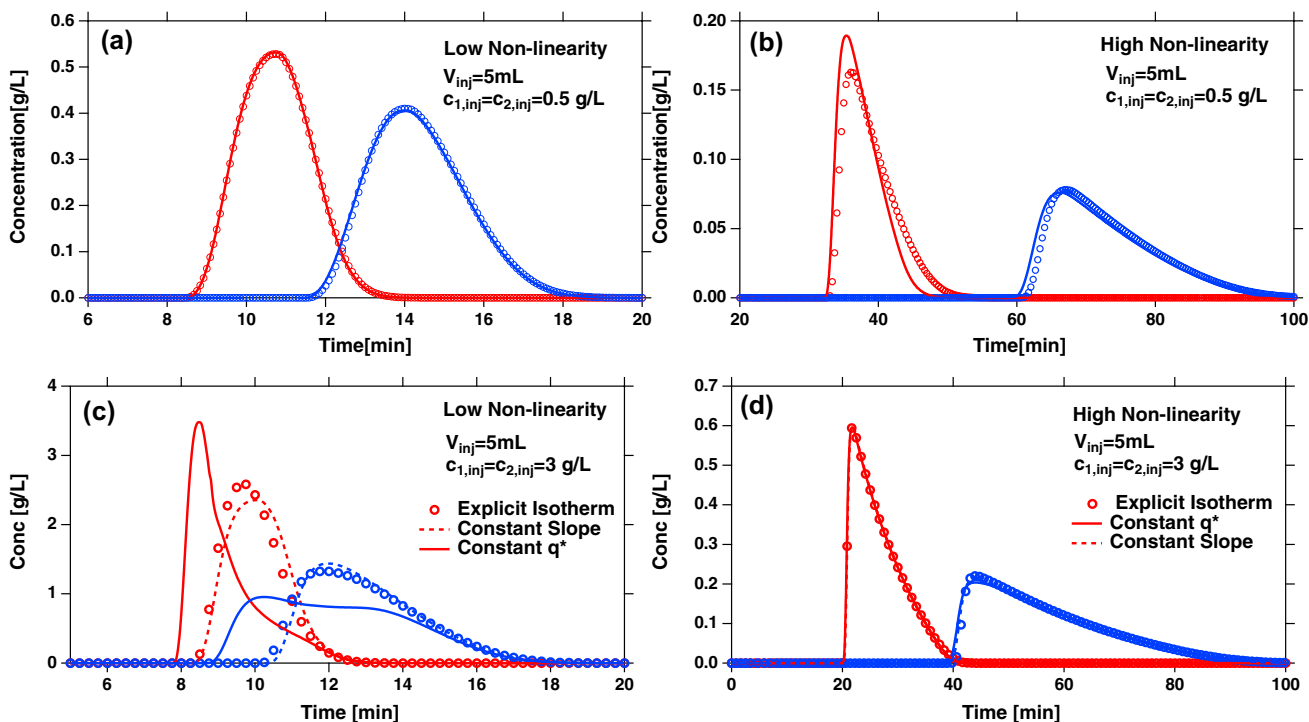 (a)
Low Non-linearity
V_inj=5mL
c_1,inj=c_2,inj=0.5 g/L
Concentration[g/L]
0.6
0.5
0.4
0.3
0.2
0.1
0.0
6 8 10 12 14 16 18 20
Time[min]
(b)
High Non-linearity
V_inj=5mL
c_1,inj=c_2,inj=0.5 g/L
Concentration[g/L]
0.20
0.15
0.10
0.05
0.00
20 40 60 80 100
Time[min]
(c)
Low Non-linearity
V_inj=5mL
c_1,inj=c_2,inj=3 g/L
Explicit Isotherm
Constant Slope
Constant q*
Conc [g/L]
4
3
2
1
0
6 8 10 12 14 16 18 20
Time [min]
(d)
High Non-linearity
V_inj=5mL
c_1,inj=c_2,inj=3 g/L
Explicit Isotherm
Constant q*
Constant Slope
Conc [g/L]
0.7
0.6
0.5
0.4
0.3
0.2
0.1
0.0
0 20 40 60 80 100
Time [min]